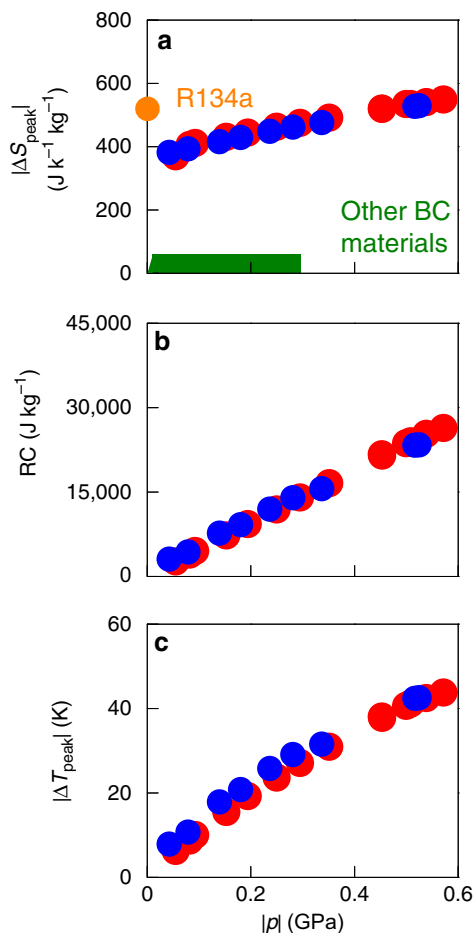 800
a
600
R134a
|ΔS_peak|
(J k⁻¹ kg⁻¹)
400
200
Other BC
materials
0
45,000
b
30,000
RC (J kg⁻¹)
15,000
0
60
c
40
|ΔT_peak| (K)
20
0
0 0.2 0.4 0.6
|p| (GPa)